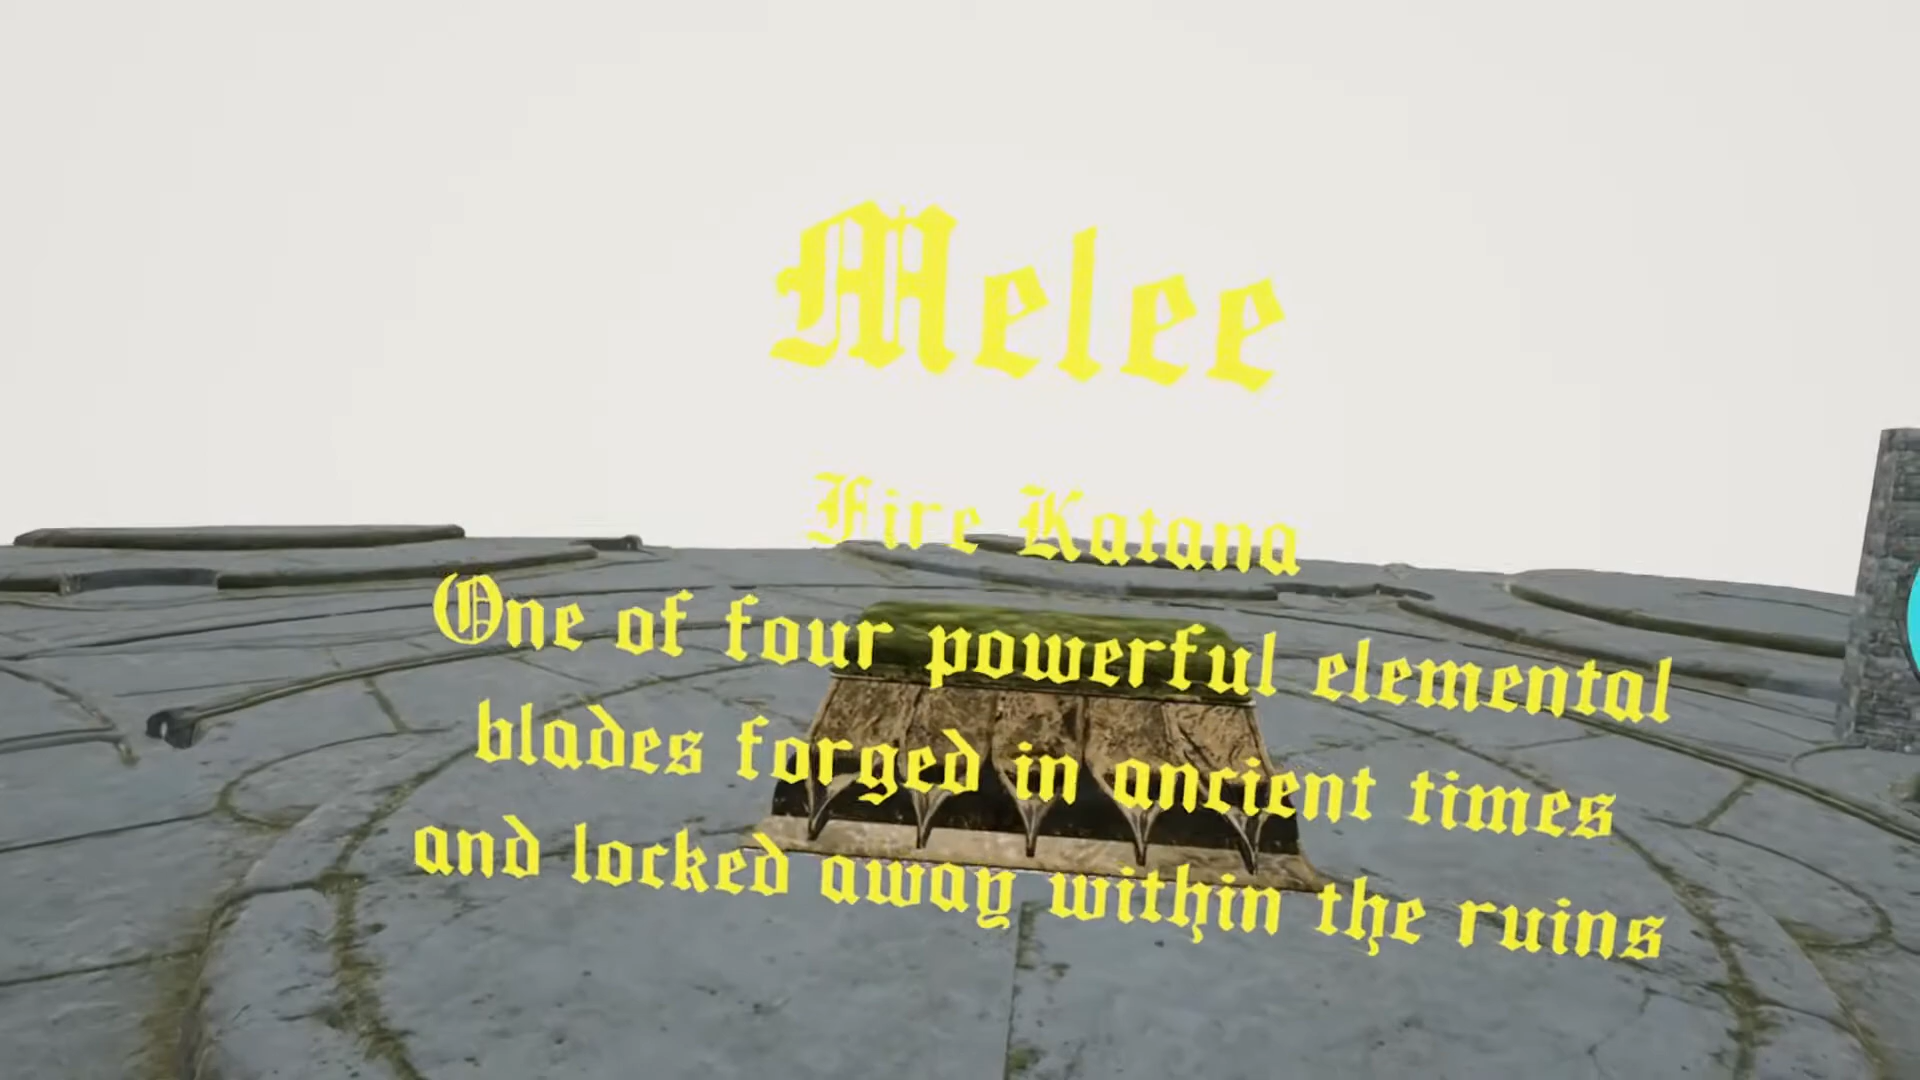 Melee
Fire Katana
One of four powerful elemental
blades forged in ancient times
and locked away within the ruins